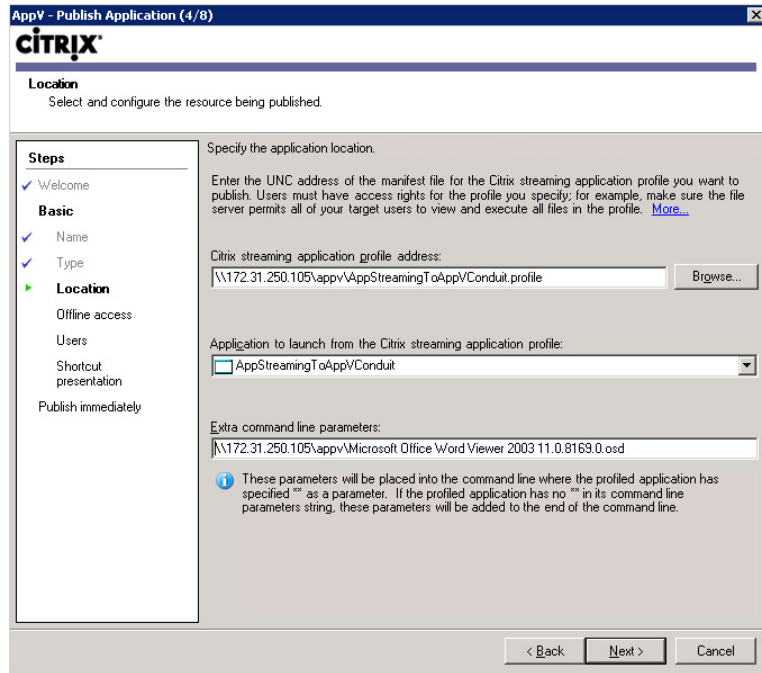 AppV - Publish Application (4/8)
CITRIX
Location
Select and configure the resource being published.
Steps
Welcome
Basic
Name
Type
Location
Offline access
Users
Shortcut
presentation
Publish immediately
Specify the application location.
Enter the UNC address of the manifest file for the Citrix streaming application profile you want to
publish. Users must have access rights for the profile you specify; for example, make sure the file
server permits all of your target users to view and execute all files in the profile. More...
Citrix streaming application profile address:
\\172.31.250.105\appv\AppStreamingToAppVConduit.profile
Browse...
Application to launch from the Citrix streaming application profile:
AppStreamingToAppVConduit
Extra command line parameters:
\\172.31.250.105\appv\Microsoft Office Word Viewer 2003 11.0.8169.0.osd
These parameters will be placed into the command line where the profiled application has
specified ** as a parameter. If the profiled application has no ** in its command line
parameters string, these parameters will be added to the end of the command line.
< Back
Next >
Cancel